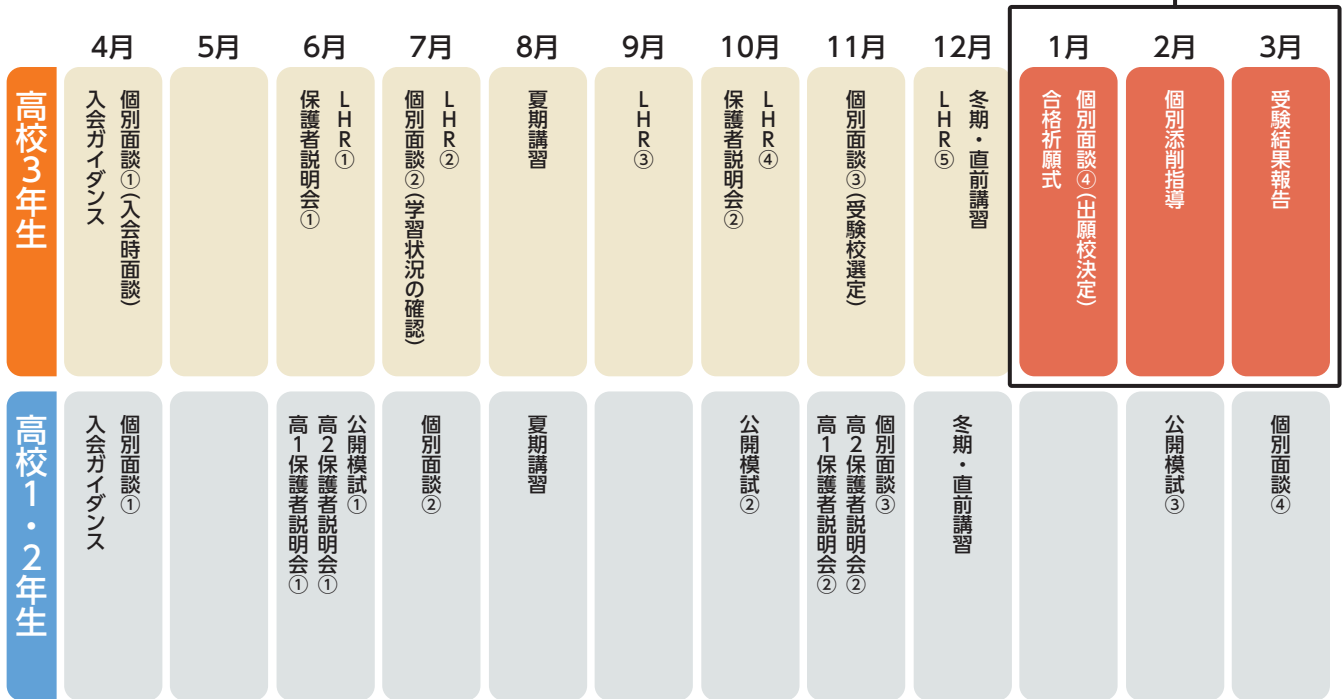 4月
5月
6月
7月
8月
9月
10月
11月
12月
1月
2月
3月
高校3年生
個別面談①(入会時面談)
入会ガイダンス
LHR①
保護者説明会①
LHR②
個別面談②(学習状況の確認)
夏期講習
LHR③
LHR④
保護者説明会②
個別面談③(受験校選定)
冬期・直前講習
LHR⑤
個別面談④(出願校決定)
合格祈願式
個別添削指導
受験結果報告
高校1・2年生
個別面談①
入会ガイダンス
公開模試①
高2保護者説明会①
高1保護者説明会①
個別面談②
夏期講習
公開模試②
個別面談③
高2保護者説明会②
高1保護者説明会②
冬期・直前講習
公開模試③
個別面談④